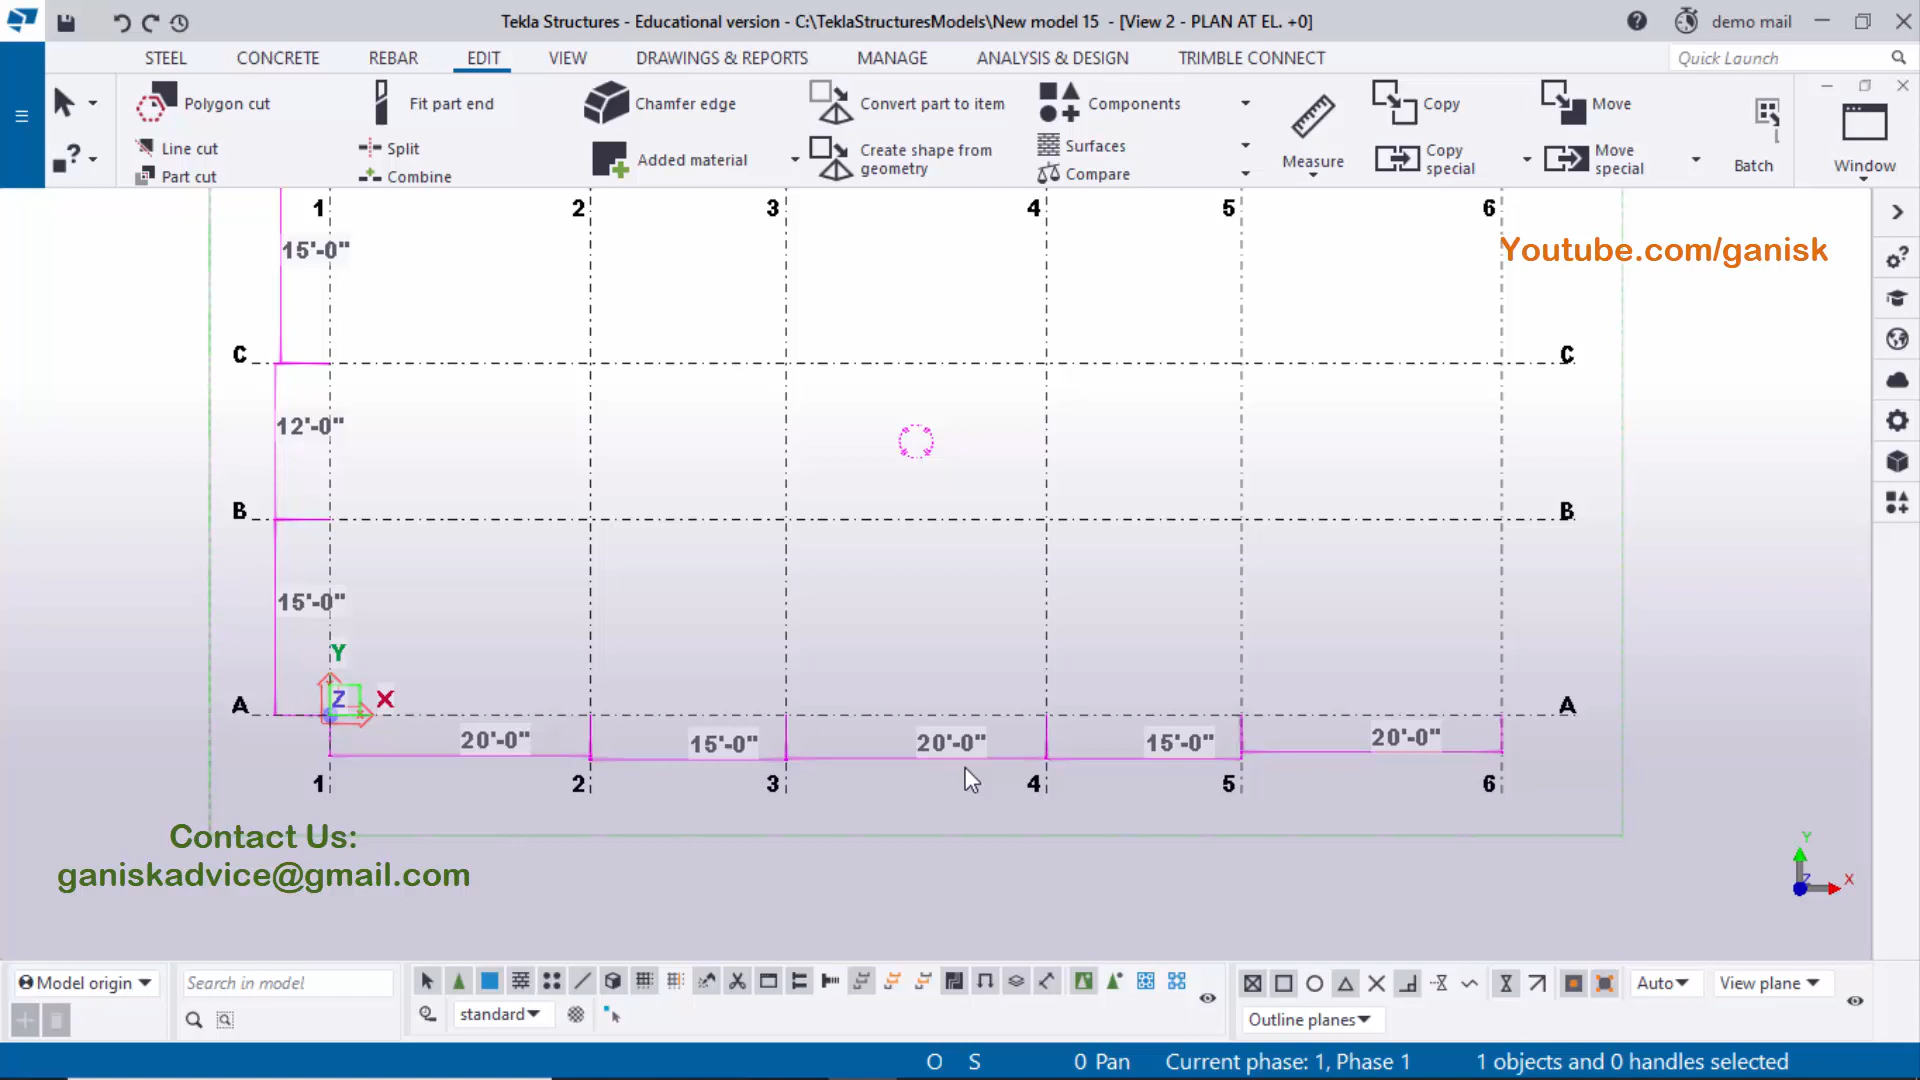 Tekla Structures - Educational version - C:\TeklaStructuresModels\New model 15 - [View 2 - PLAN AT EL. +0]
demo mail
STEEL CONCRETE REBAR EDIT VIEW DRAWINGS & REPORTS MANAGE ANALYSIS & DESIGN TRIMBLE CONNECT Quick Launch
Polygon cut Fit part end Chamfer edge Convert part to item Components Copy Move
Line cut Split Added material Create shape from geometry Surfaces Measure Copy special Move special Batch Window
Part cut Combine Compare
1 2 3 4 5 6
15'-0"
Youtube.com/ganisk
C C
12'-0"
B B
15'-0"
Y
Z X
A A
20'-0" 15'-0" 20'-0" 15'-0" 20'-0"
1 2 3 4 5 6
Contact Us:
ganiskadvice@gmail.com
Y
Z X
Model origin Search in model Auto View plane
standard Outline planes
O S 0 Pan Current phase: 1, Phase 1 1 objects and 0 handles selected